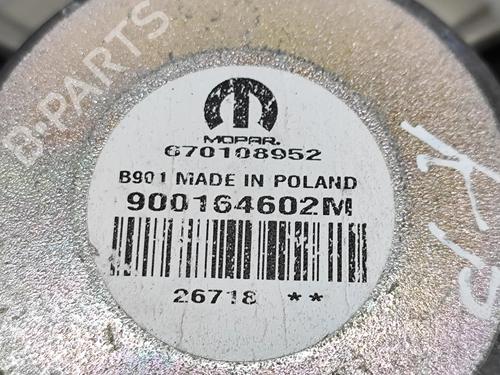 B-PARTS
MOPAR.
670108952
B901 MADE IN POLAND
900164602M
26718 **